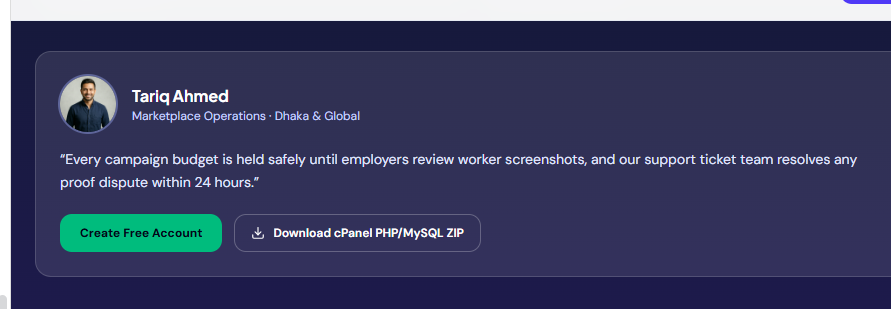 Tariq Ahmed
Marketplace Operations · Dhaka & Global
"Every campaign budget is held safely until employers review worker screenshots, and our support ticket team resolves any
proof dispute within 24 hours."
Create Free Account
Download cPanel PHP/MySQL ZIP